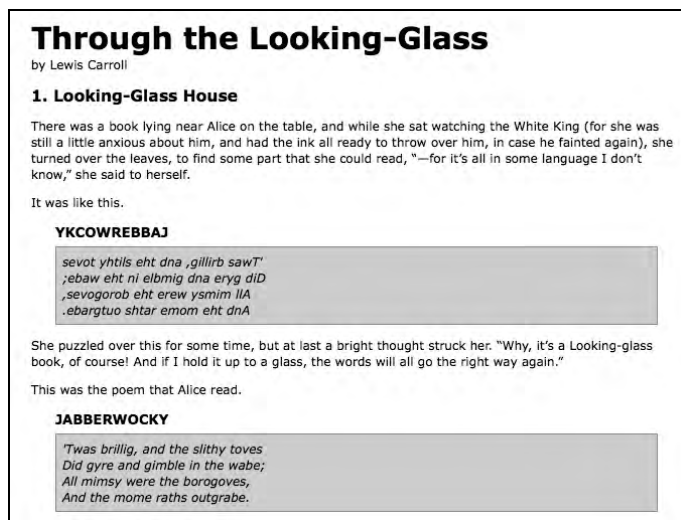 Through the Looking-Glass
by Lewis Carroll
1. Looking-Glass House
There was a book lying near Alice on the table, and while she sat watching the White King (for she was
still a little anxious about him, and had the ink all ready to throw over him, in case he fainted again), she
turned over the leaves, to find some part that she could read, “—for it’s all in some language I don’t
know,” she said to herself.
It was like this.
YKCOWREBBAJ
sevot yhtils eht dna ,gillirb sawT'
;ebaw eht ni elbmig dna eryg diD
,sevogorob eht erew ysmim llA
.ebargtuo shtar emom eht dnA
She puzzled over this for some time, but at last a bright thought struck her. “Why, it’s a Looking-glass
book, of course! And if I hold it up to a glass, the words will all go the right way again.”
This was the poem that Alice read.
JABBERWOCKY
'Twas brillig, and the slithy toves
Did gyre and gimble in the wabe;
All mimsy were the borogoves,
And the mome raths outgrabe.